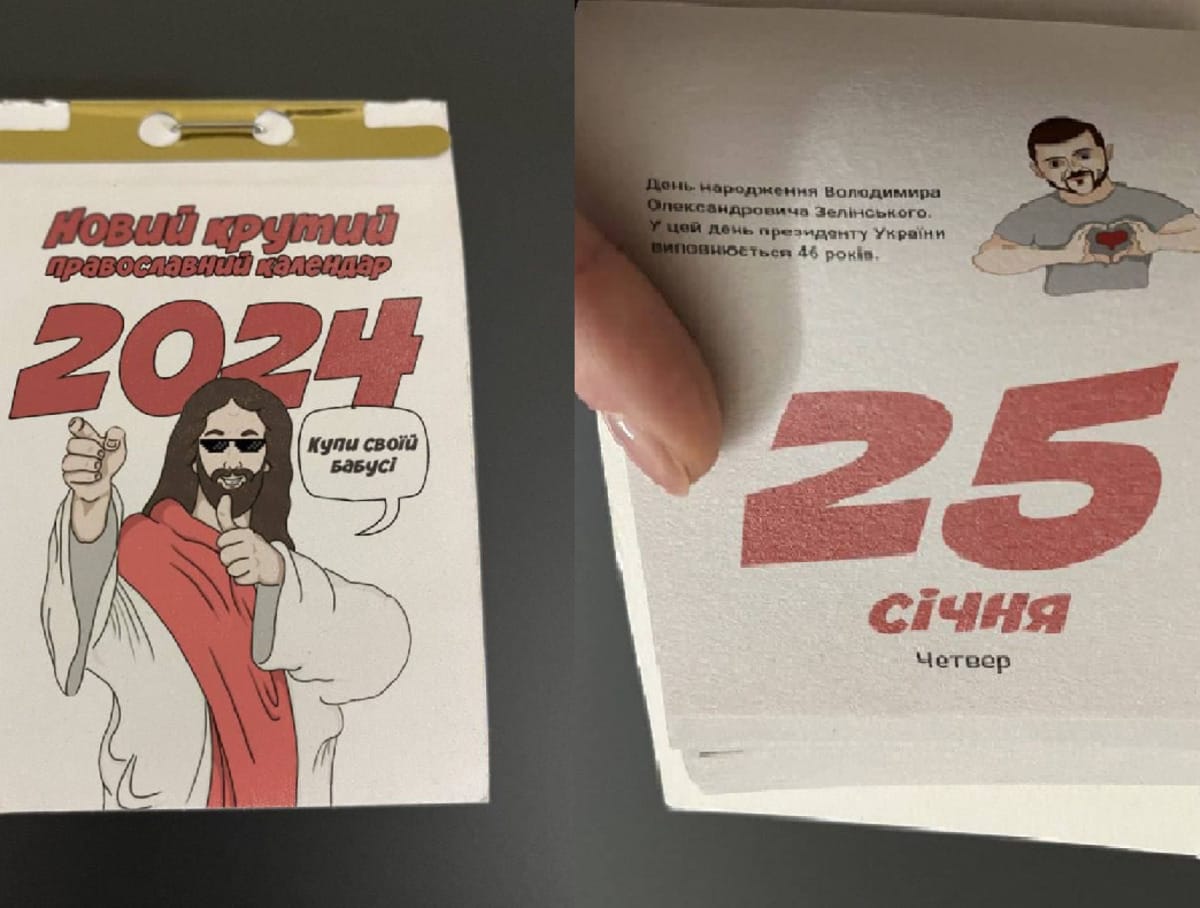 Новий крутий
православний календар
2024
Купи своїй
бабусі
День народження Володимира
Олександровича Зелінського.
У цей день президенту України
виповнюється 46 років.
25
січня
Четвер